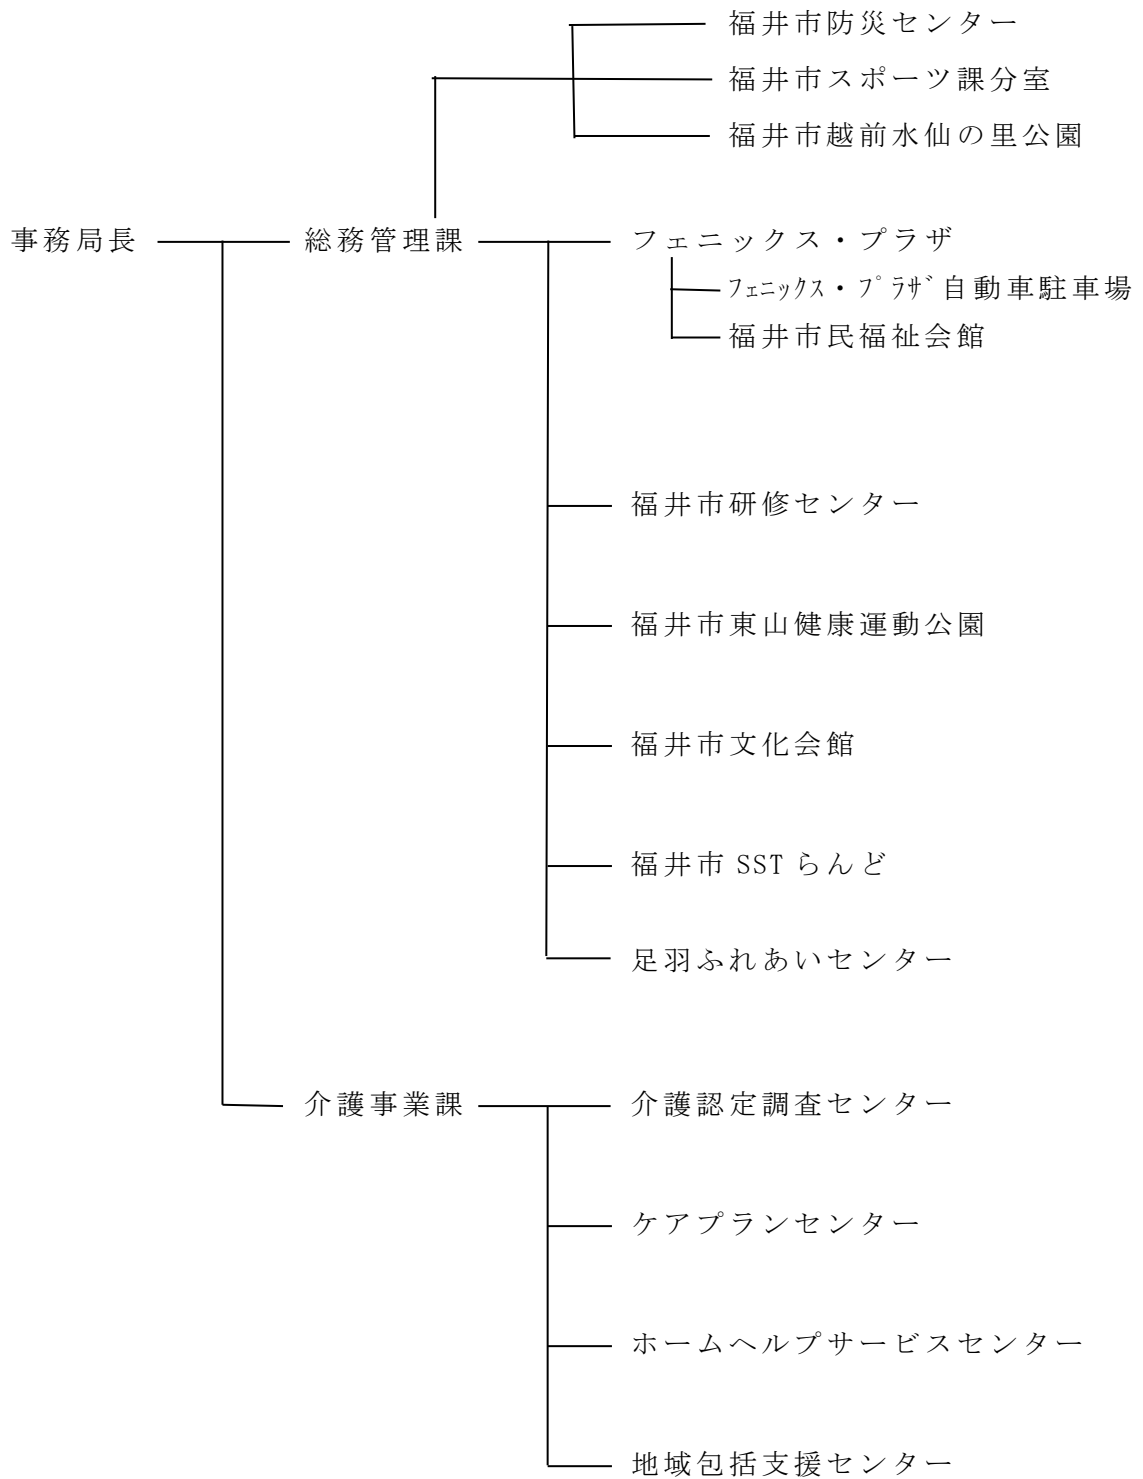 福井市防災センター
福井市スポーツ課分室
福井市越前水仙の里公園
事務局長 総務管理課 フェニックス・プラザ
ﾌｪﾆｯｸｽ・ﾌﾟﾗｻﾞ自動車駐車場
福井市民福祉会館
福井市研修センター
福井市東山健康運動公園
福井市文化会館
福井市 SST らんど
足羽ふれあいセンター
介護事業課 介護認定調査センター
ケアプランセンター
ホームヘルプサービスセンター
地域包括支援センター